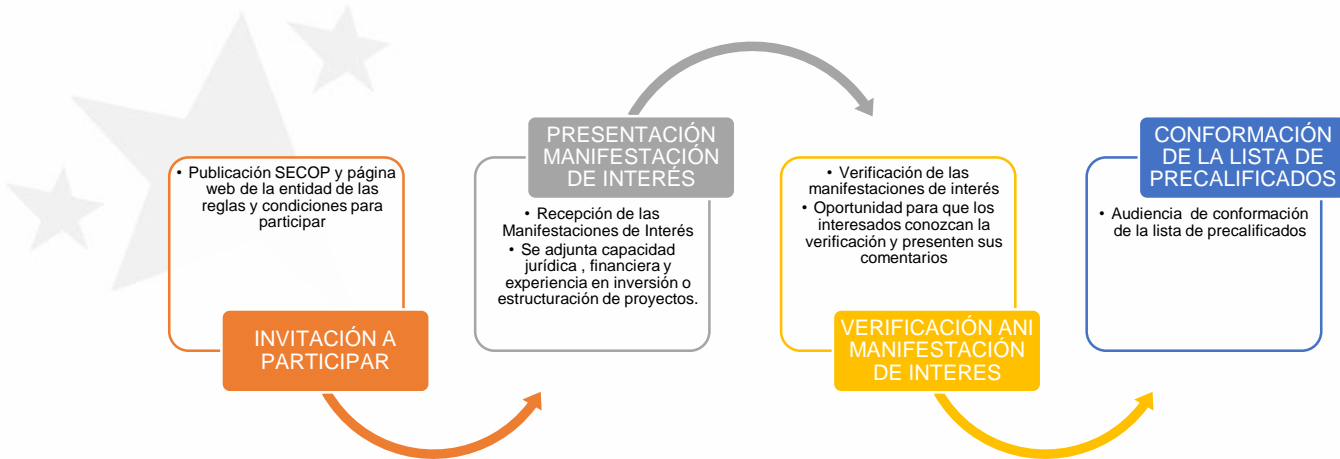 • Publicación SECOP y página
web de la entidad de las
reglas y condiciones para
participar
INVITACIÓN A
PARTICIPAR
PRESENTACIÓN
MANIFESTACIÓN
DE INTERÉS
• Recepción de las
Manifestaciones de Interés
• Se adjunta capacidad
jurídica , financiera y
experiencia en inversión o
estructuración de proyectos.
• Verificación de las
manifestaciones de interés
• Oportunidad para que los
interesados conozcan la
verificación y presenten sus
comentarios
VERIFICACIÓN ANI
MANIFESTACIÓN
DE INTERES
CONFORMACIÓN
DE LA LISTA DE
PRECALIFICADOS
• Audiencia de conformación
de la lista de precalificados